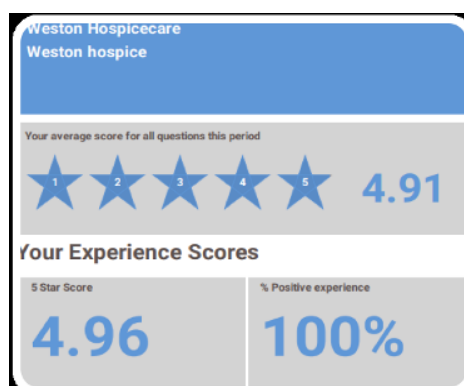 Weston Hospicecare
Weston hospice
Your average score for all questions this period
1 2 3 4 5 4.91
Your Experience Scores
5 Star Score
4.96
% Positive experience
100%